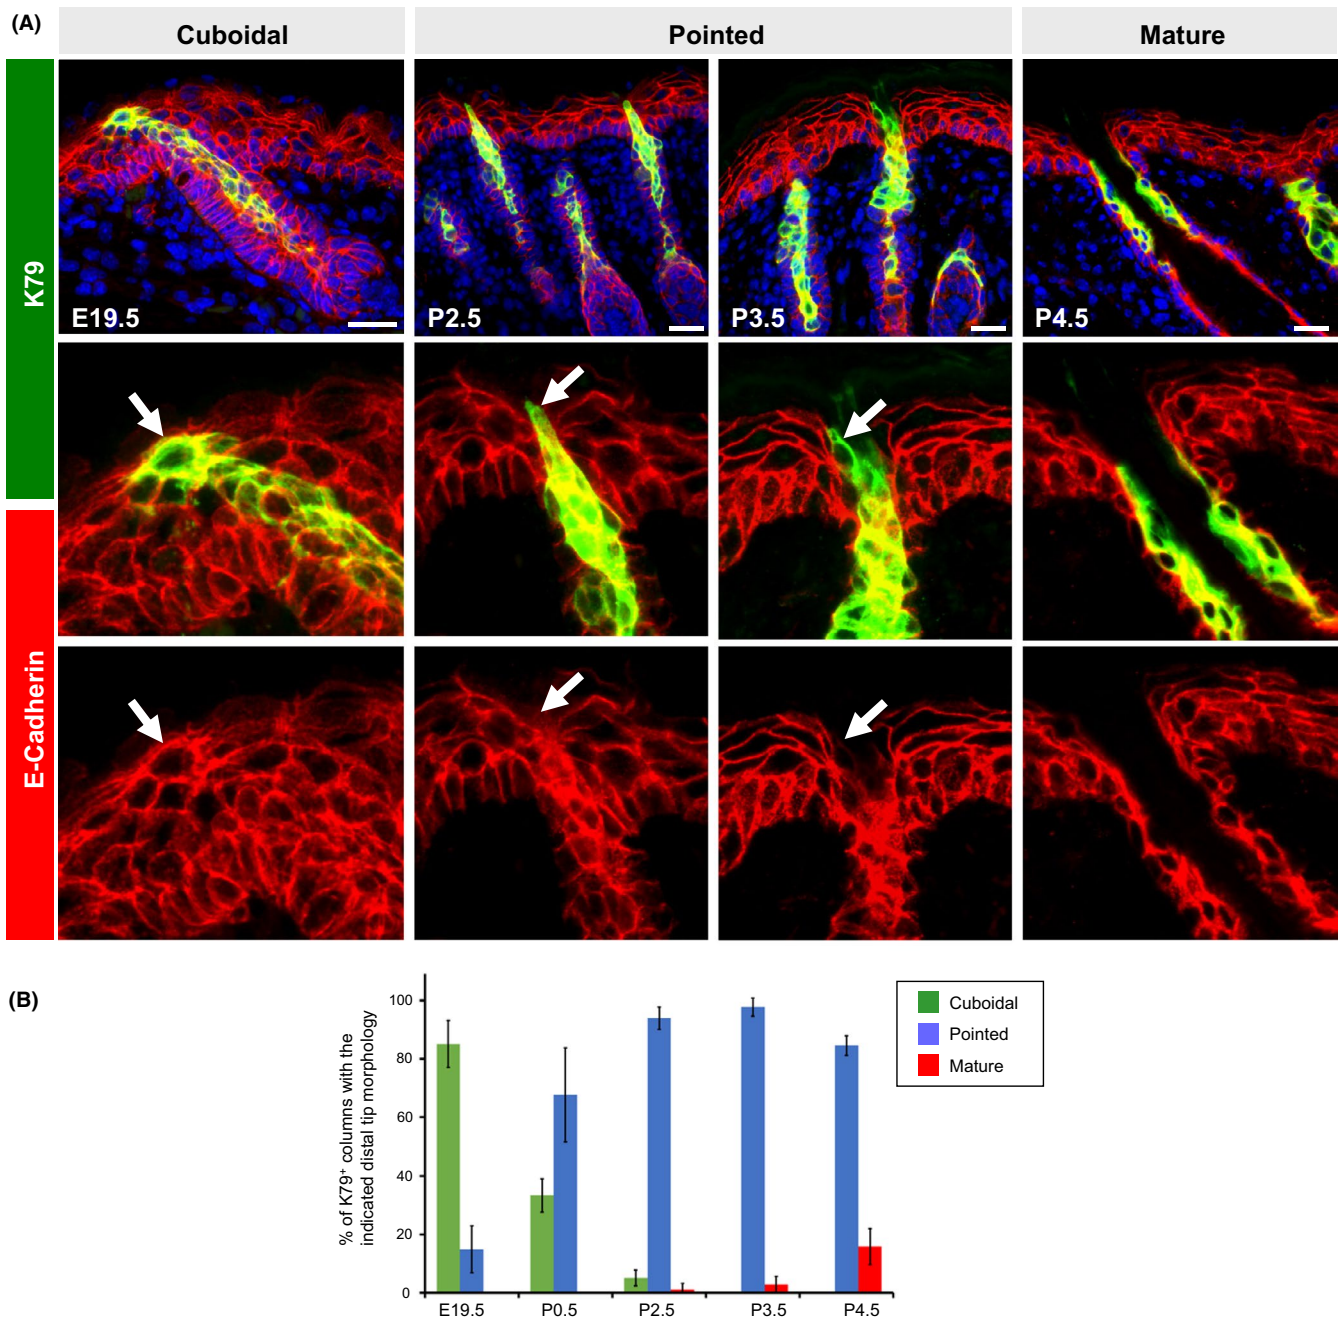 (A)
Cuboidal
Pointed
Mature
K79
E-Cadherin
E19.5
P2.5
P3.5
P4.5
(B)
% of K79⁺ columns with the
indicated distal tip morphology
100
80
60
40
20
0
E19.5
P0.5
P2.5
P3.5
P4.5
Cuboidal
Pointed
Mature